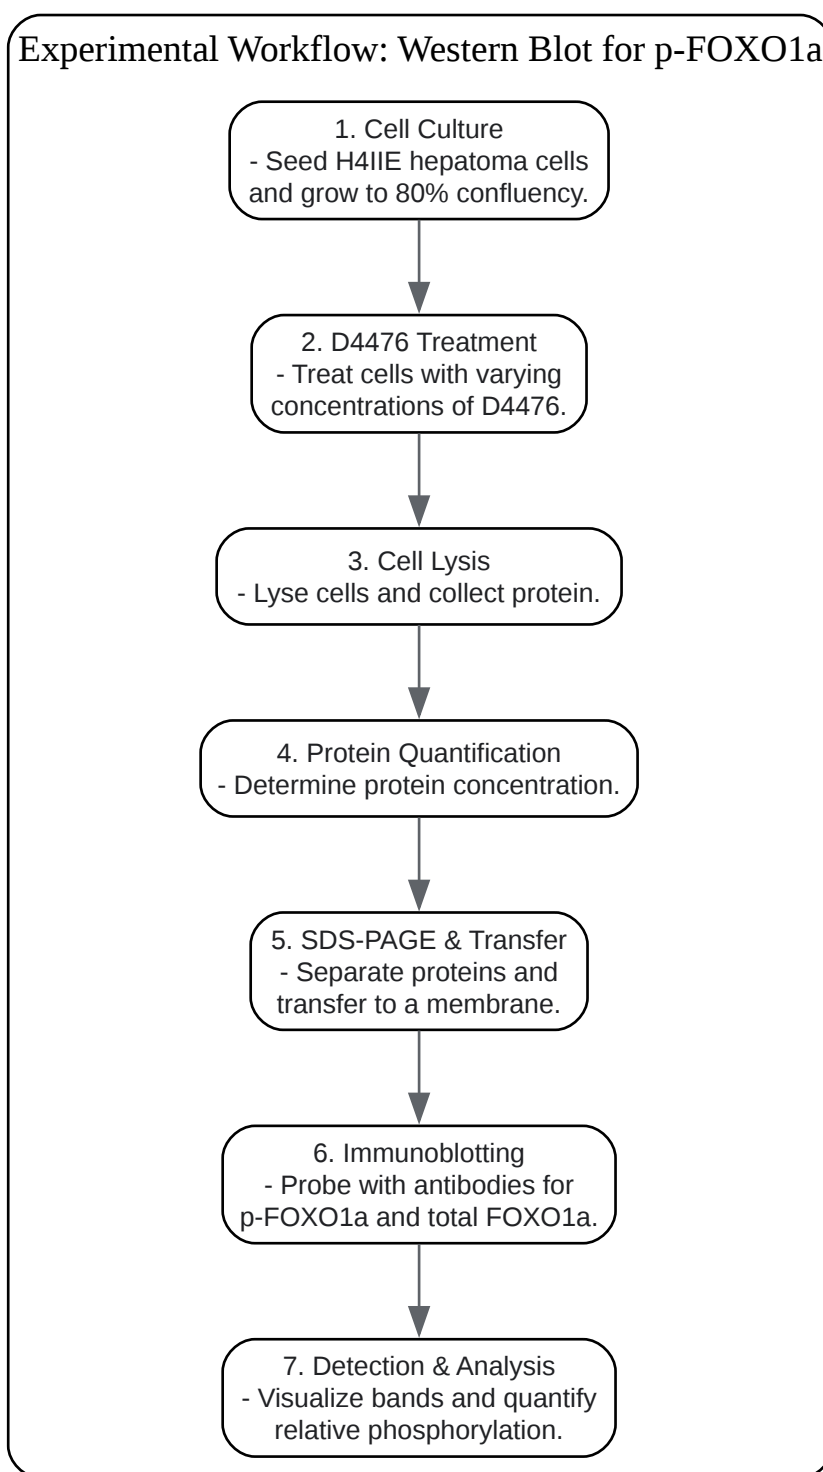 Experimental Workflow: Western Blot for p-FOXO1a
1. Cell Culture
- Seed H4IIE hepatoma cells
and grow to 80% confluency.
2. D4476 Treatment
- Treat cells with varying
concentrations of D4476.
3. Cell Lysis
- Lyse cells and collect protein.
4. Protein Quantification
- Determine protein concentration.
5. SDS-PAGE & Transfer
- Separate proteins and
transfer to a membrane.
6. Immunoblotting
- Probe with antibodies for
p-FOXO1a and total FOXO1a.
7. Detection & Analysis
- Visualize bands and quantify
relative phosphorylation.